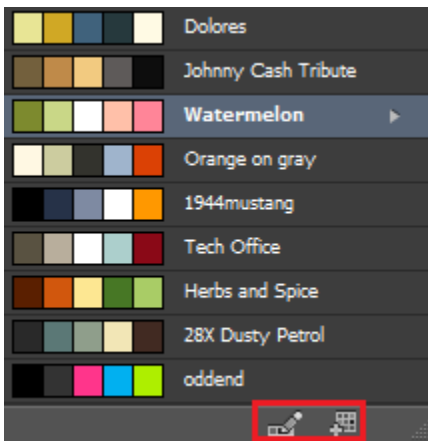 Dolores
Johnny Cash Tribute
Watermelon
Orange on gray
1944mustang
Tech Office
Herbs and Spice
28X Dusty Petrol
oddend